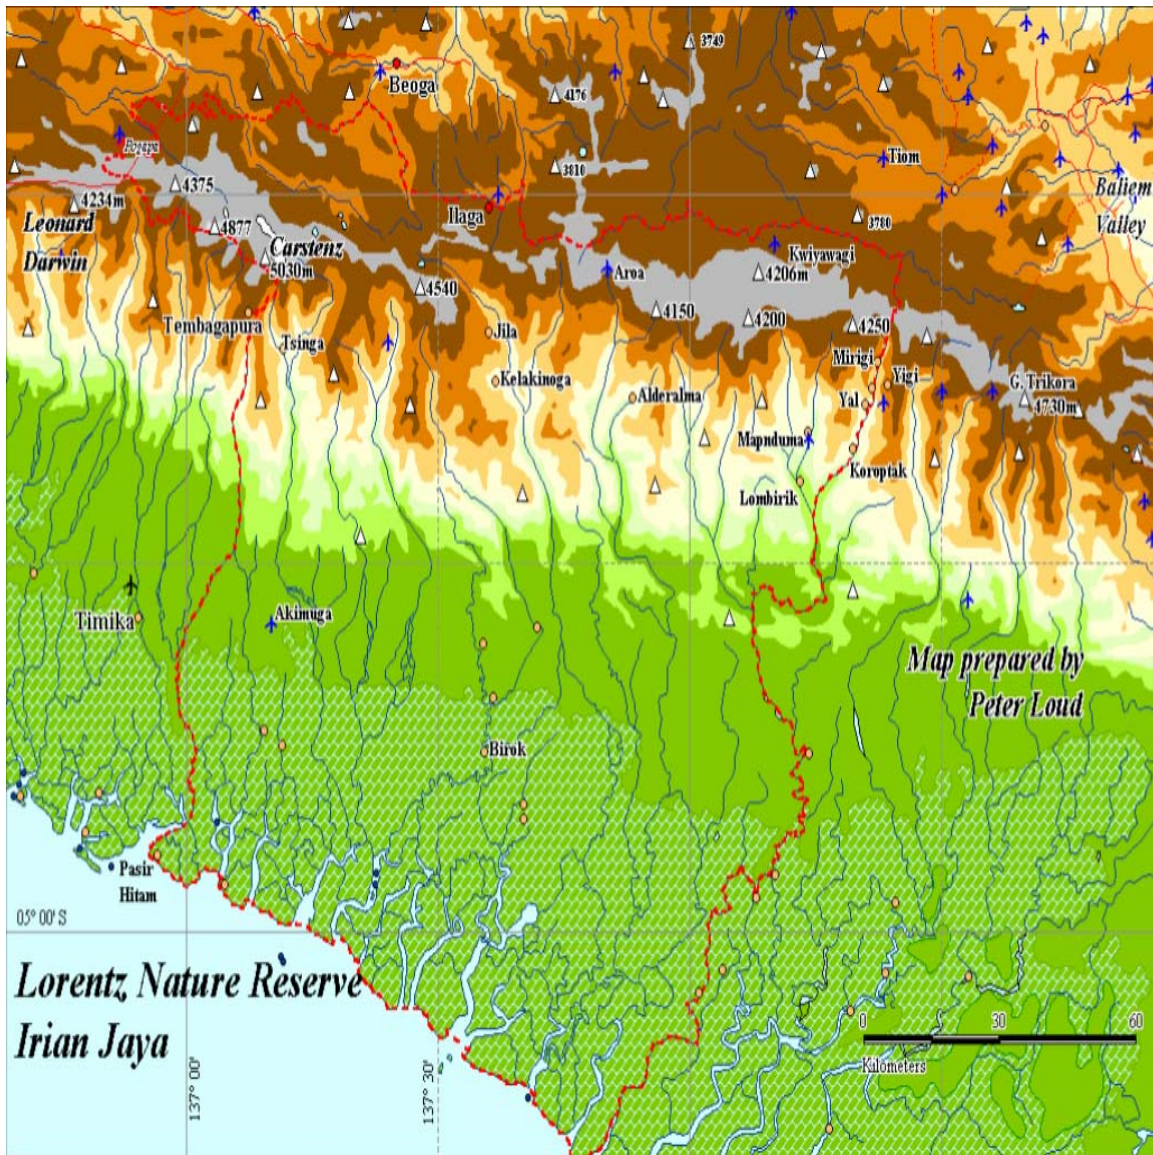 3749
Beoga
4176
Tiom
Popapa
3810
4375
4234m
Ilaga
3780
Baliem
Valley
Leonard
Darwin
4877
Carstenz
5030m
Kwiyawagi
Aroa
4206m
4540
4150
4200
4250
Tembagapura
Tsinga
Jila
Mirigi
Kelakinoga
Yigi
G. Trikora
4730m
Alderalma
Yal
Mapnduma
Koroptak
Lombirik
Timika
Akimuga
Map prepared by
Peter Loud
Birok
Pasir
Hitam
05° 00' S
Lorentz Nature Reserve
Irian Jaya
0 30 60
Kilometers
137° 00'
137° 30'